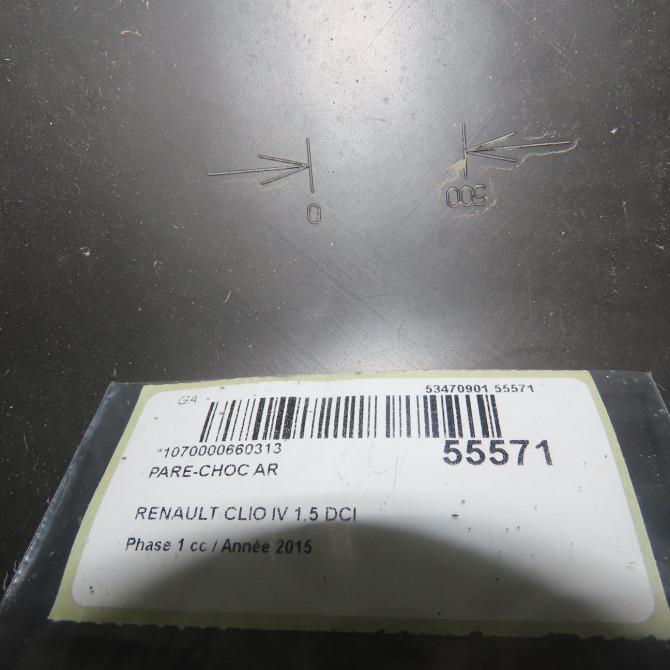 0
500
GA
53470901 55571
*1070000660313
55571
PARE-CHOC AR
RENAULT CLIO IV 1.5 DCI
Phase 1 cc / Année 2015